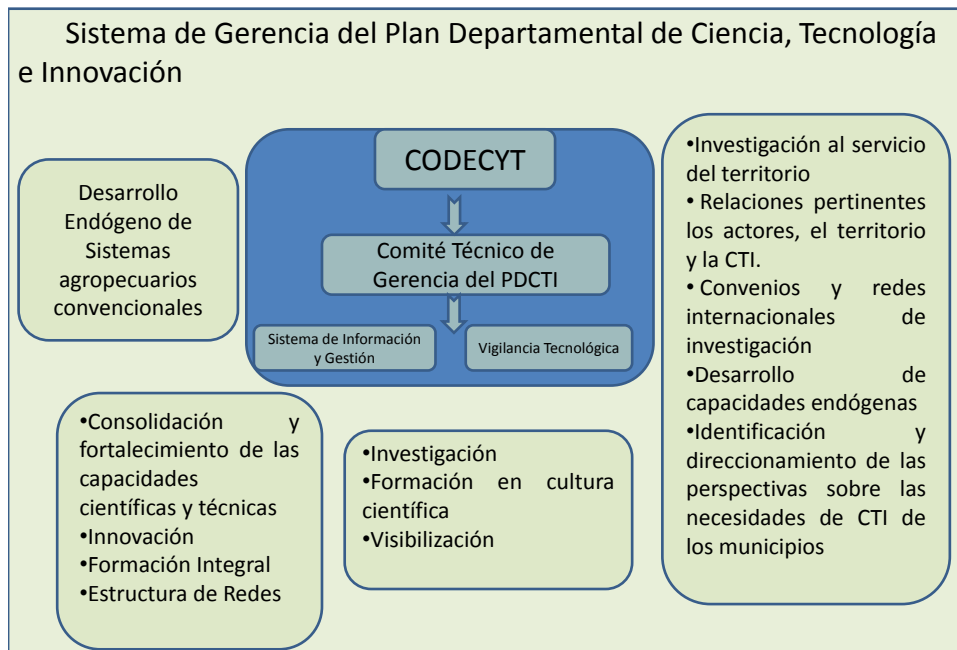 Sistema de Gerencia del Plan Departamental de Ciencia, Tecnología
e Innovación
CODECYT
Comité Técnico de
Gerencia del PDCTI
Sistema de Información
y Gestión
Vigilancia Tecnológica
Desarrollo
Endógeno de
Sistemas
agropecuarios
convencionales
•Investigación al servicio
del territorio
• Relaciones pertinentes
los actores, el territorio
y la CTI.
• Convenios y redes
internacionales de
investigación
•Desarrollo de
capacidades endógenas
•Identificación y
direccionamiento de las
perspectivas sobre las
necesidades de CTI de
los municipios
•Consolidación y
fortalecimiento de las
capacidades
científicas y técnicas
•Innovación
•Formación Integral
•Estructura de Redes
•Investigación
•Formación en cultura
científica
•Visibilización